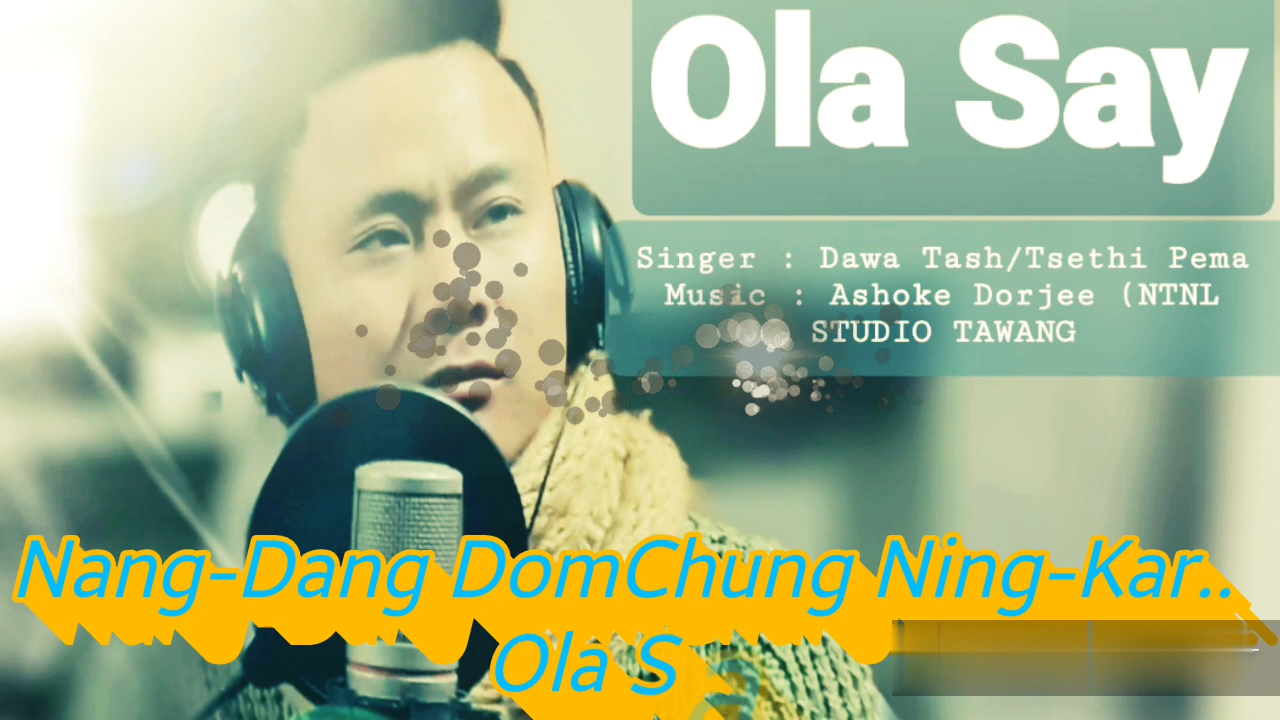 Ola Say
Singer : Dawa Tash/Tsethi Pema
Music : Ashoke Dorjee (NTNL
STUDIO TAWANG
Nang-Dang DomChung Ning-Kar..
Ola S